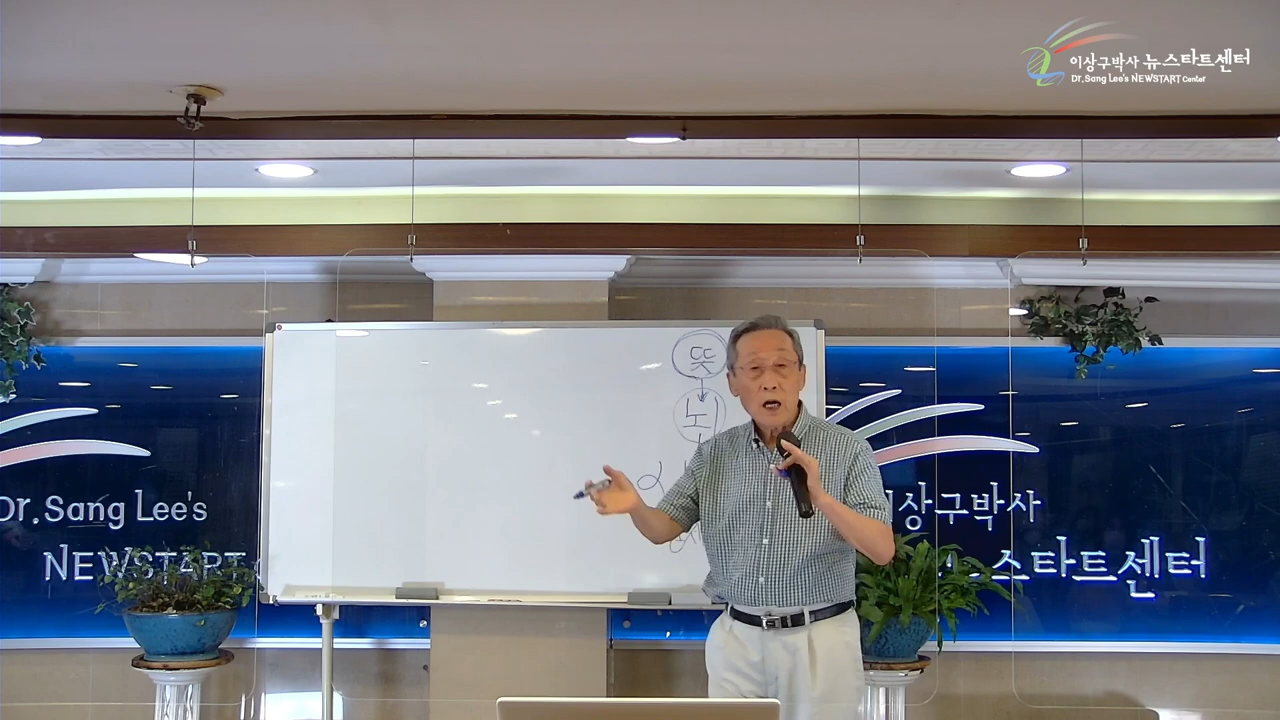 이상구박사 뉴스타트센터
Dr. Sang Lee's NEWSTART Center
뜻
뇌
α
Dr. Sang Lee's
NEWSTART
이상구박사
스타트센터